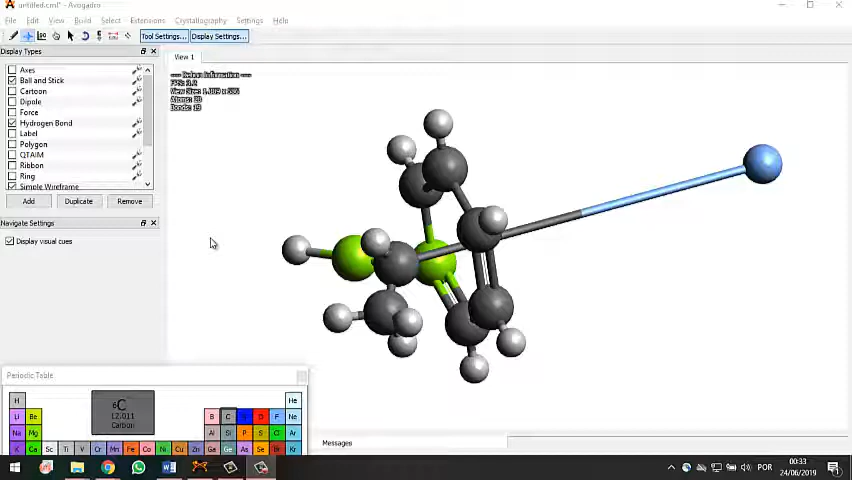 untitled.cml* - Avogadro
File Edit View Build Select Extensions Crystallography Settings Help
Tool Settings... Display Settings...
Display Types
View 1
Axes
Ball and Stick
Cartoon
Dipole
Force
Hydrogen Bond
Label
Polygon
QTAIM
Ribbon
Ring
Simple Wireframe
Add Duplicate Remove
Navigate Settings
Display visual cues
Periodic Table
H He
6 C
12.011
Carbon
Li Be B C O F Ne
Na Mg Al Si P S Cl Ar
K Ca Sc Ti V Cr Mn Fe Co Ni Cu Zn Ga Ge As Se Br Kr
Messages
POR
00:33
24/06/2019